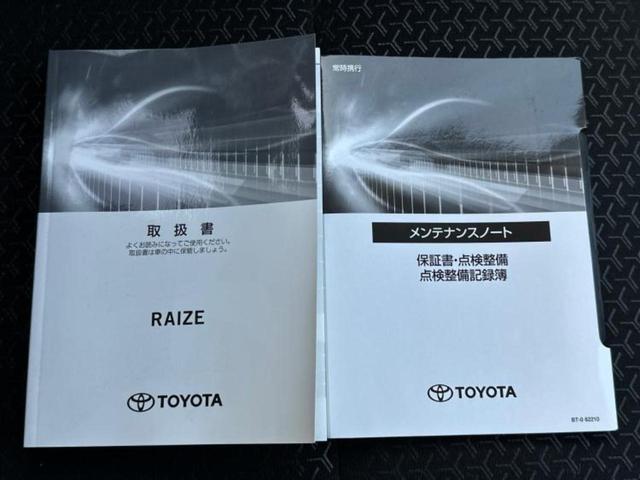 取扱書
よくお読みになってご使用ください。
取扱書は車の中に保管しましょう。
RAIZE
TOYOTA
常時携行
メンテナンスノート
保証書・点検整備
点検整備記録簿
TOYOTA
BT-0 62210